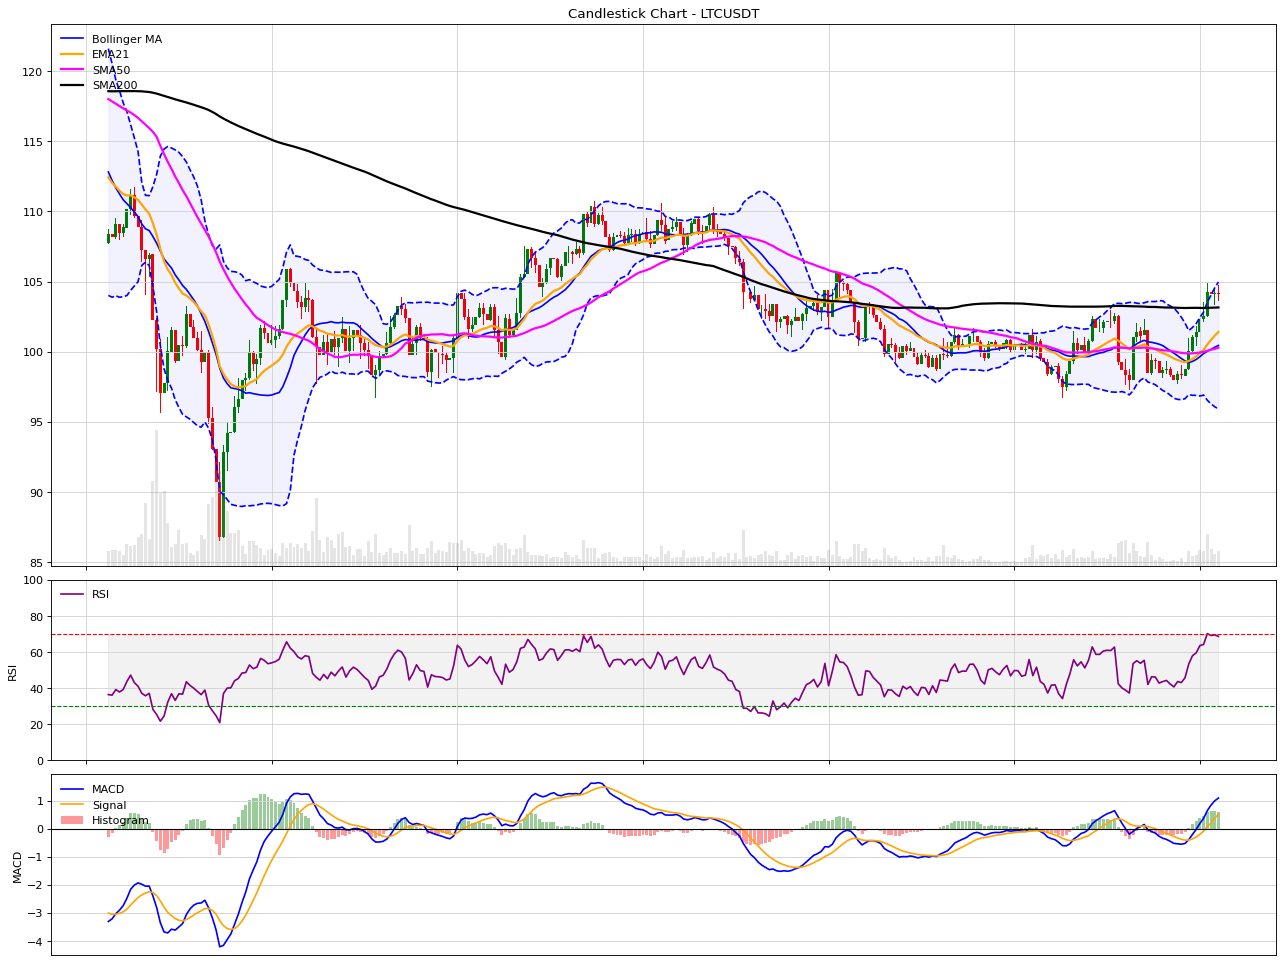 Candlestick Chart - LTCUSDT
Bollinger MA
EMA21
SMA50
SMA200
120
115
110
105
100
95
90
85
RSI
100
80
60
40
20
0
RSI
MACD
Signal
Histogram
1
0
−1
−2
−3
−4
MACD